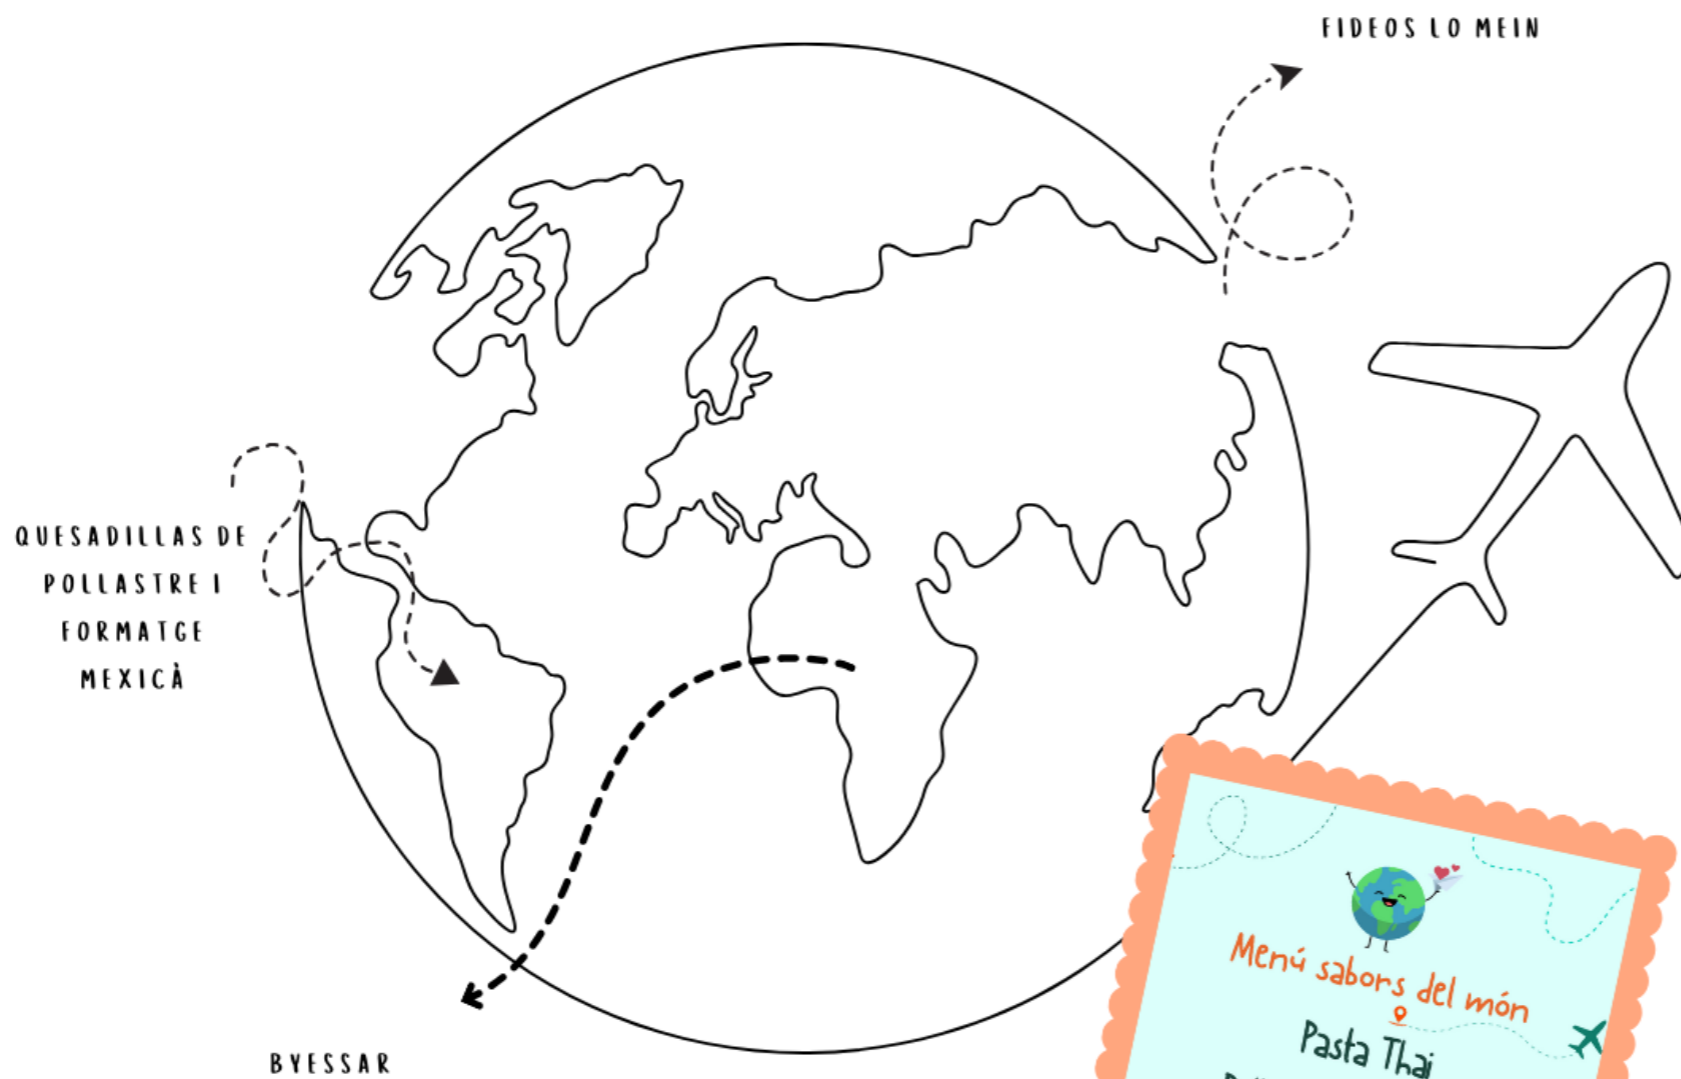 FIDEOS LO MEIN
QUESADILLAS DE
POLLASTRE I
FORMATGE
MEXICÀ
BYESSAR
Menú sabors del món
Pasta Thai